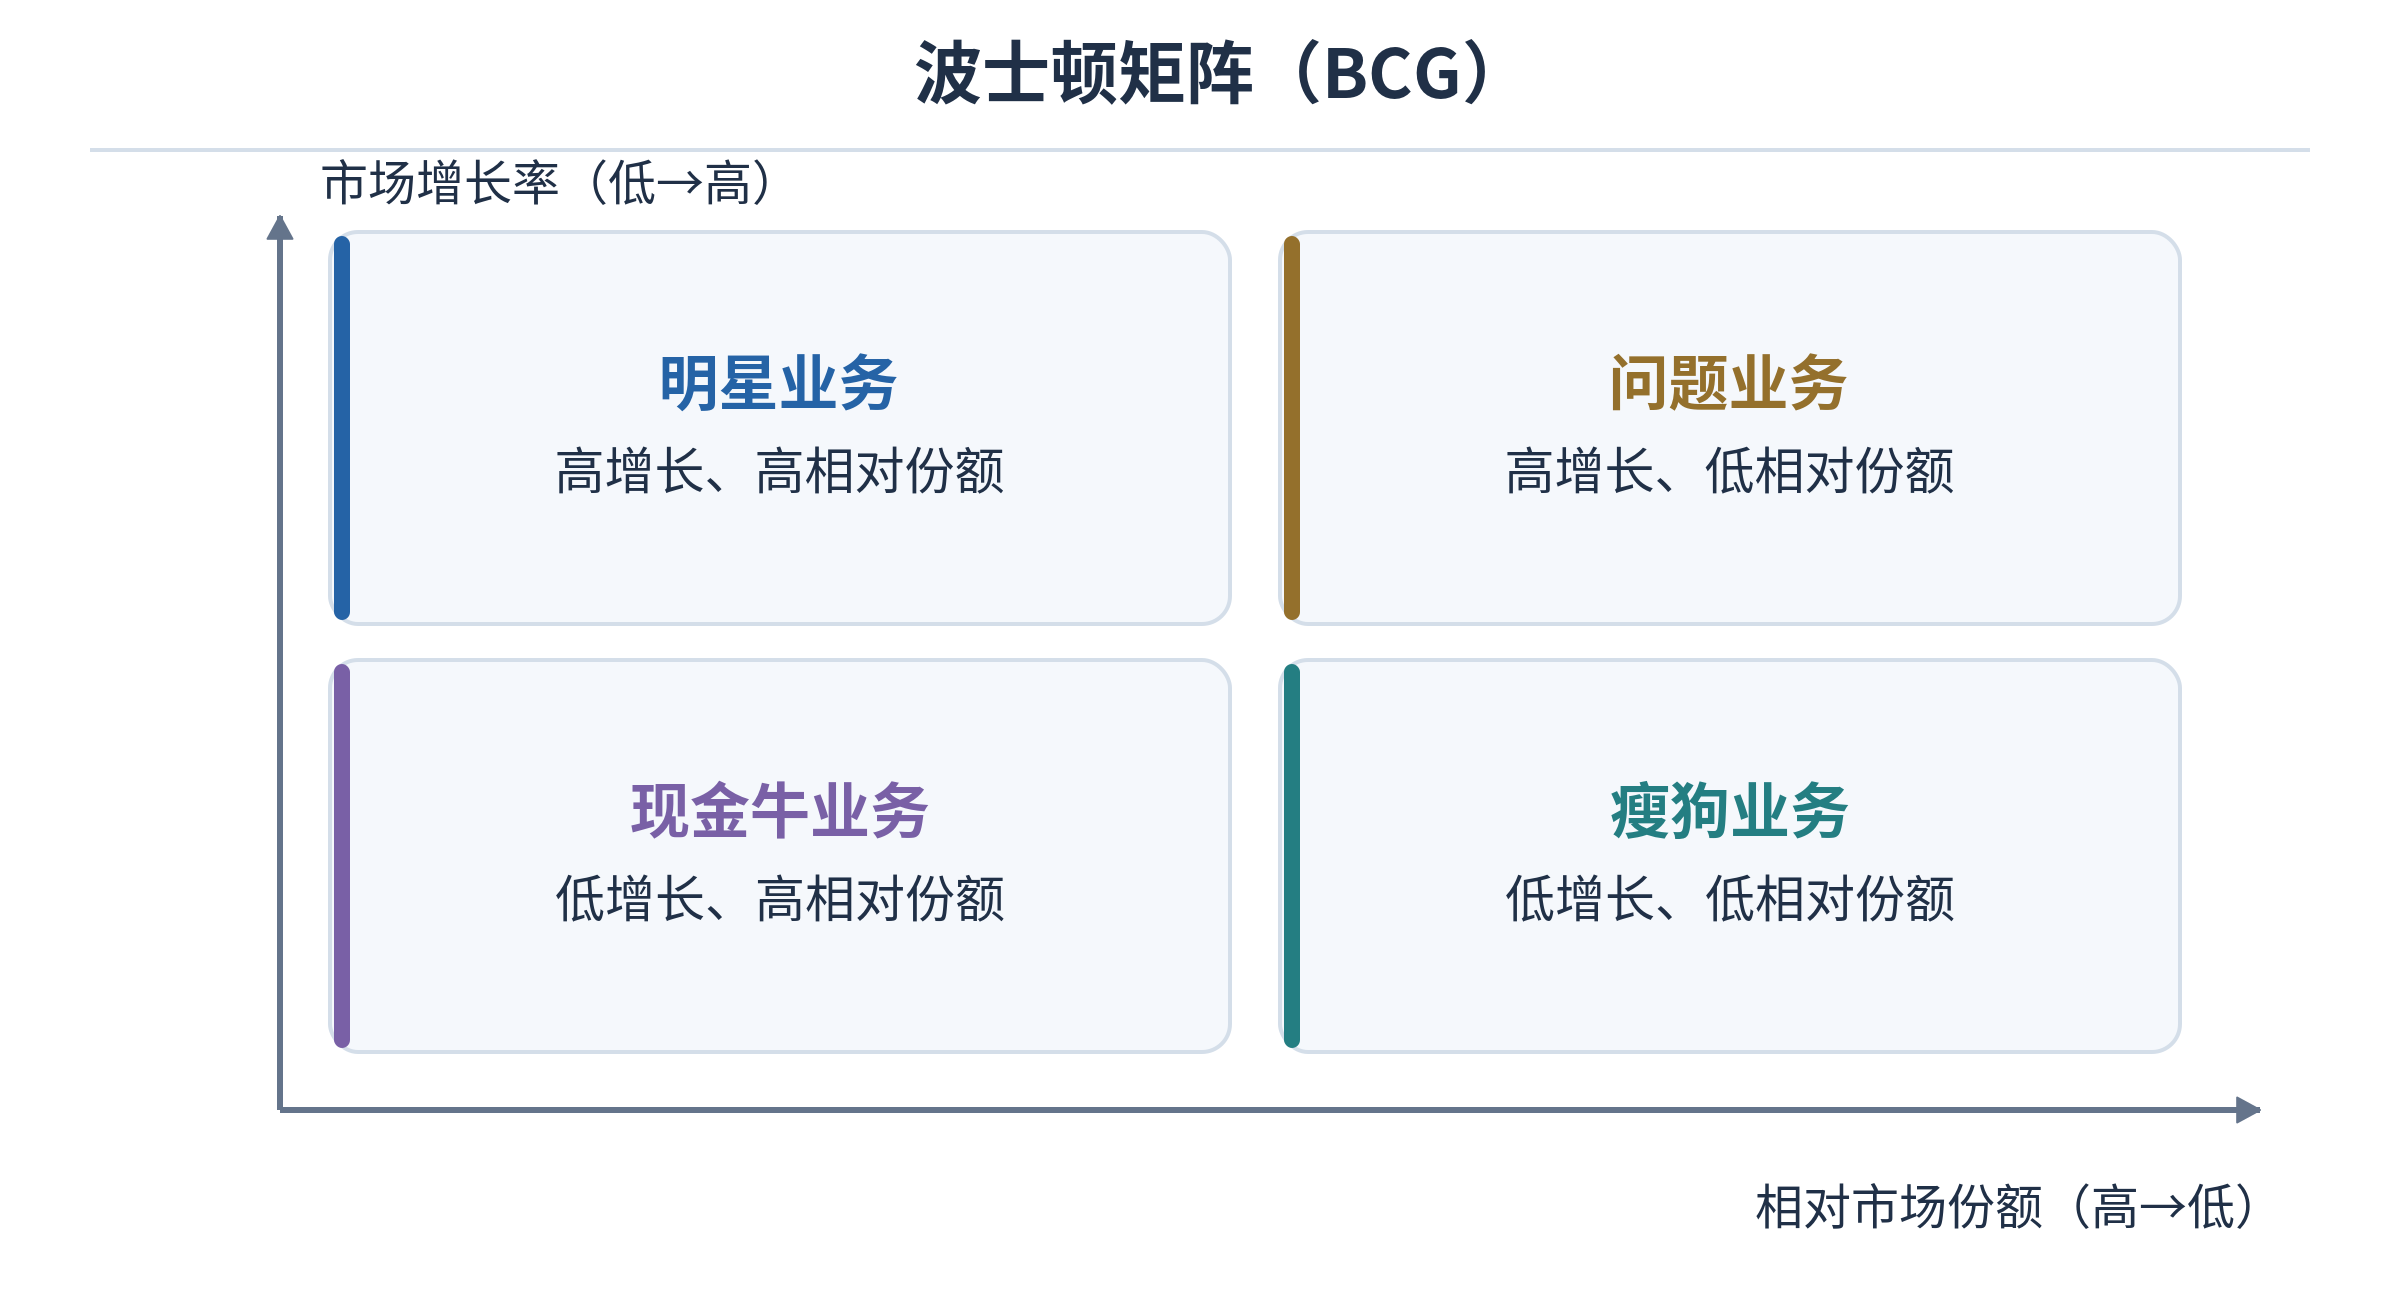 波士顿矩阵（BCG）
市场增长率（低→高）
明星业务
高增长、高相对份额
问题业务
高增长、低相对份额
现金牛业务
低增长、高相对份额
瘦狗业务
低增长、低相对份额
相对市场份额（高→低）